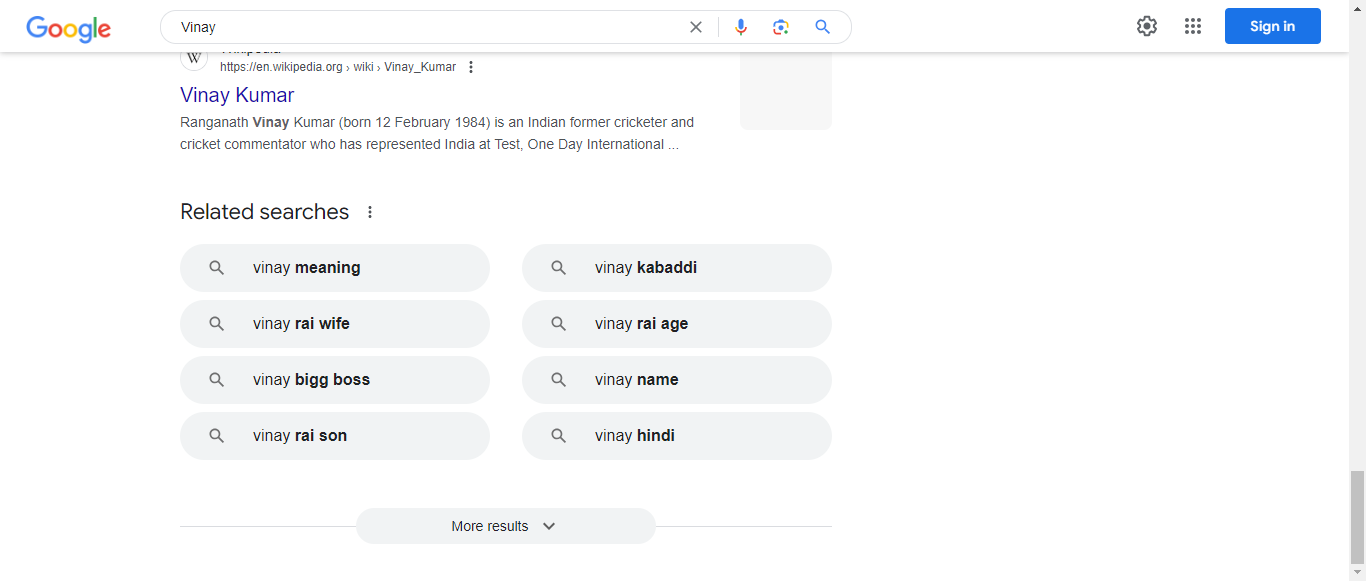 Google
Vinay
Sign in
W
Wikipedia
https://en.wikipedia.org › wiki › Vinay_Kumar
Vinay Kumar
Ranganath Vinay Kumar (born 12 February 1984) is an Indian former cricketer and
cricket commentator who has represented India at Test, One Day International ...
Related searches
vinay meaning
vinay kabaddi
vinay rai wife
vinay rai age
vinay bigg boss
vinay name
vinay rai son
vinay hindi
More results